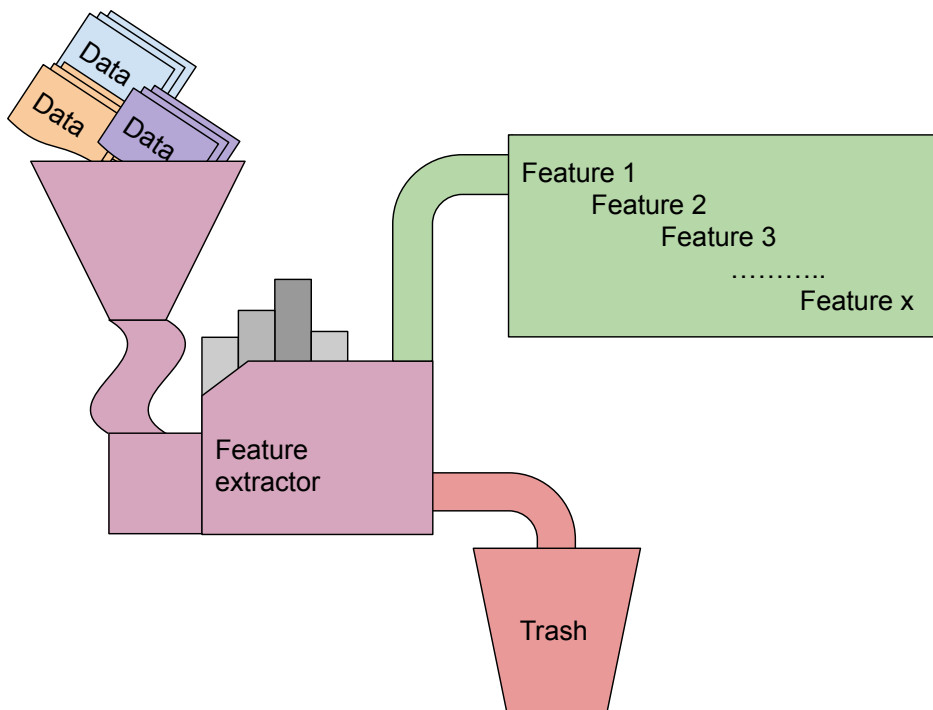 Data
Data
Data
Feature 1
Feature 2
Feature 3
………..
Feature x
Feature
extractor
Trash